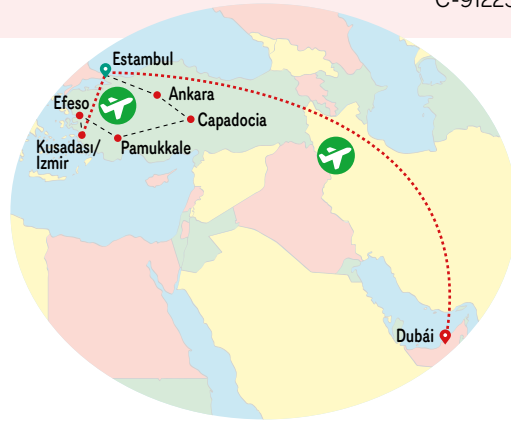 Estambul
Efeso
Ankara
Capadocia
Kusadası/
Izmir
Pamukkale
Dubái